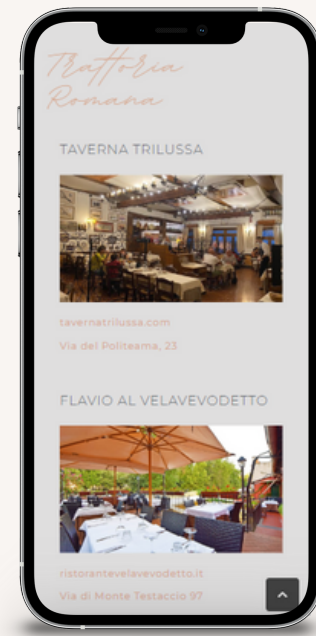 Trattoria
Romana
TAVERNA TRILUSSA
tavernatrilussa.com
Via del Politeama, 23
FLAVIO AL VELAVEVODETTO
ristorantevelavevodetto.it
Via di Monte Testaccio 97